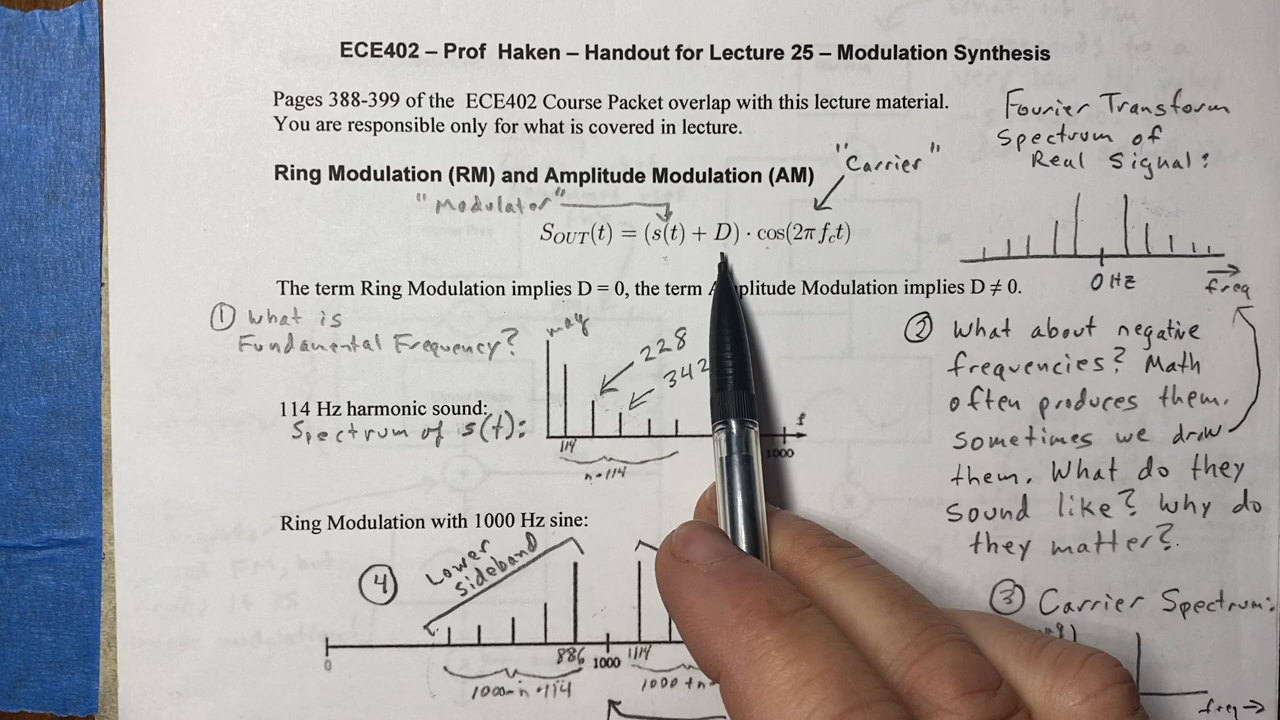 ECE402 – Prof Haken – Handout for Lecture 25 – Modulation Synthesis
Pages 388-399 of the ECE402 Course Packet overlap with this lecture material.
You are responsible only for what is covered in lecture.
Fourier Transform
Spectrum of
Real Signal:
Ring Modulation (RM) and Amplitude Modulation (AM)
"Carrier"
"Modulator"
S_OUT(t) = (s(t) + D) · cos(2π f_c t)
0 Hz
freq
The term Ring Modulation implies D = 0, the term plitude Modulation implies D ≠ 0.
① What is
Fundamental Frequency?
mag
228
342
114 Hz harmonic sound:
Spectrum of s(t):
f
114
1000
n·114
② What about negative
frequencies? Math
often produces them.
Sometimes we draw
them. What do they
sound like? Why do
they matter?
Ring Modulation with 1000 Hz sine:
④ Lower
sideband
0
886
1000
1114
1000-n·114
1000+n·
③ Carrier Spectrum:
freq→